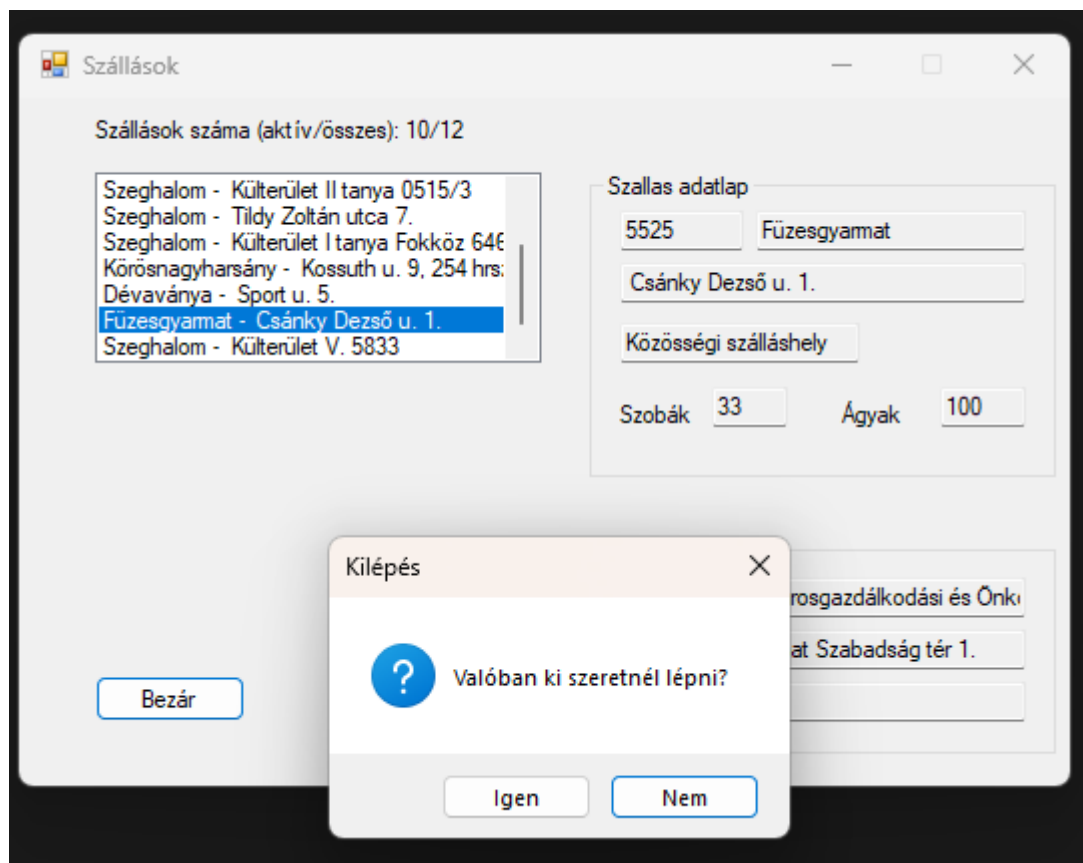 Szállások
Szállások száma (aktív/összes): 10/12
Szeghalom - Külterület II tanya 0515/3
Szeghalom - Tildy Zoltán utca 7.
Szeghalom - Külterület I tanya Fokköz 646
Körösnagyharsány - Kossuth u. 9, 254 hrsz
Dévaványa - Sport u. 5.
Füzesgyarmat - Csánky Dezső u. 1.
Szeghalom - Külterület V. 5833
Szallas adatlap
5525 Füzesgyarmat
Csánky Dezső u. 1.
Közösségi szálláshely
Szobák 33 Ágyak 100
rosgazdálkodási és Önk
at Szabadság tér 1.
Bezár
Kilépés
Valóban ki szeretnél lépni?
Igen Nem